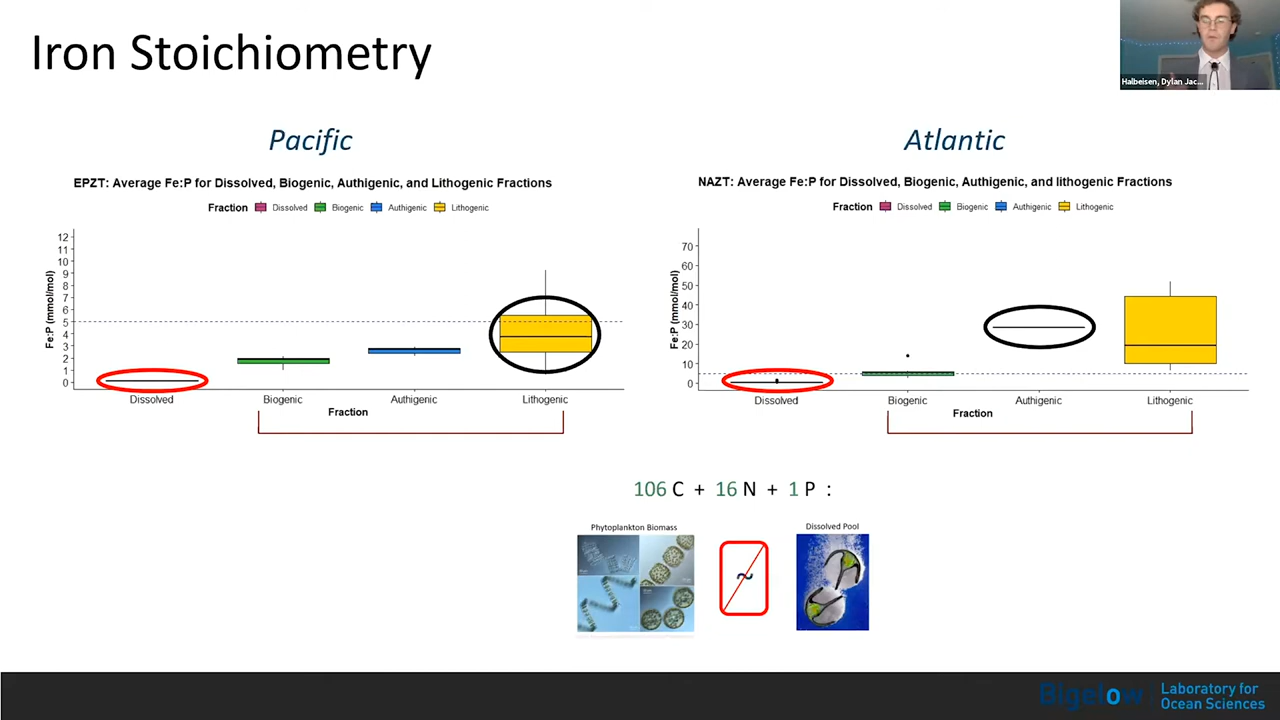 Iron Stoichiometry
Halbeisen, Dylan Jac...
Pacific
EPZT: Average Fe:P for Dissolved, Biogenic, Authigenic, and Lithogenic Fractions
Fraction Dissolved Biogenic Authigenic Lithogenic
12
11
10
9
8
7
6
5
4
3
2
1
0
Fe:P (mmol/mol)
Dissolved Biogenic Authigenic Lithogenic
Fraction
Atlantic
NAZT: Average Fe:P for Dissolved, Biogenic, Authigenic, and lithogenic Fractions
Fraction Dissolved Biogenic Authigenic Lithogenic
70
60
50
40
30
20
10
0
Fe:P (mmol/mol)
Dissolved Biogenic Authigenic Lithogenic
Fraction
106 C + 16 N + 1 P :
Phytoplankton Biomass
~
Dissolved Pool
Bigelow Laboratory for
Ocean Sciences